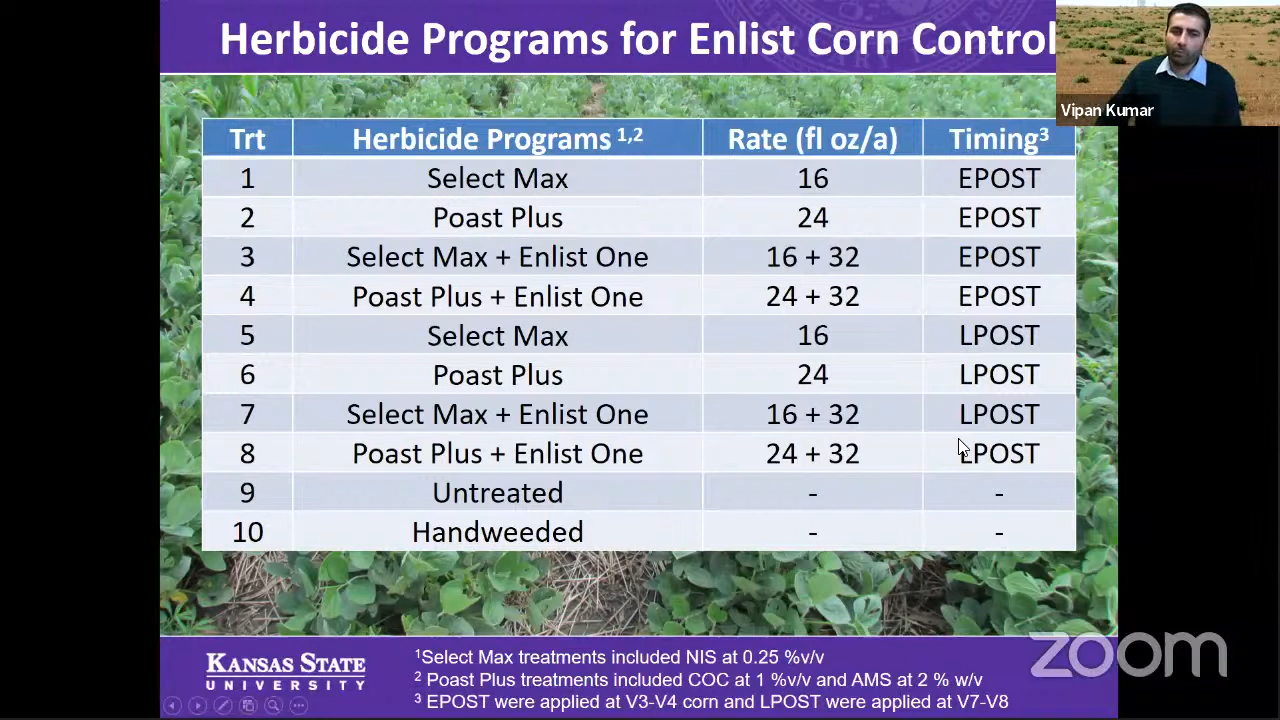 Herbicide Programs for Enlist Corn Control
Vipan Kumar
Trt Herbicide Programs 1,2 Rate (fl oz/a) Timing3
1 Select Max 16 EPOST
2 Poast Plus 24 EPOST
3 Select Max + Enlist One 16 + 32 EPOST
4 Poast Plus + Enlist One 24 + 32 EPOST
5 Select Max 16 LPOST
6 Poast Plus 24 LPOST
7 Select Max + Enlist One 16 + 32 LPOST
8 Poast Plus + Enlist One 24 + 32 LPOST
9 Untreated - -
10 Handweeded - -
zoom
KANSAS STATE
UNIVERSITY
1Select Max treatments included NIS at 0.25 %v/v
2 Poast Plus treatments included COC at 1 %v/v and AMS at 2 % w/v
3 EPOST were applied at V3-V4 corn and LPOST were applied at V7-V8